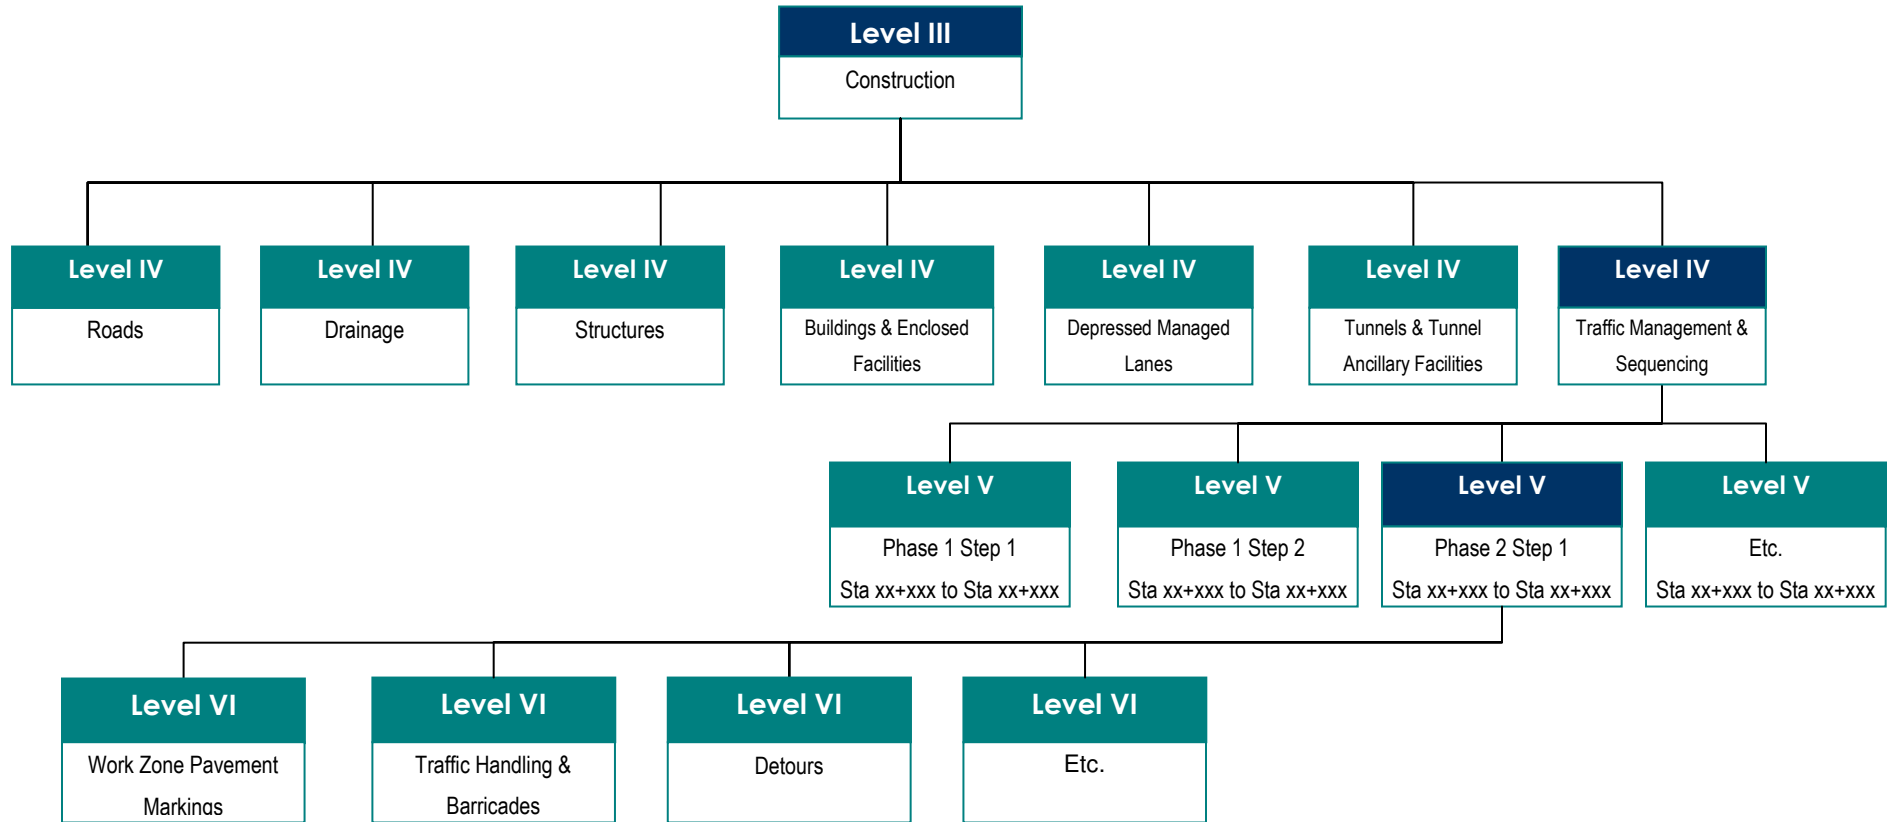 Level III
Construction
Level IV
Roads
Level IV
Drainage
Level IV
Structures
Level IV
Buildings & Enclosed
Facilities
Level IV
Depressed Managed
Lanes
Level IV
Tunnels & Tunnel
Ancillary Facilities
Level IV
Traffic Management &
Sequencing
Level V
Phase 1 Step 1
Sta xx+xxx to Sta xx+xxx
Level V
Phase 1 Step 2
Sta xx+xxx to Sta xx+xxx
Level V
Phase 2 Step 1
Sta xx+xxx to Sta xx+xxx
Level V
Etc.
Sta xx+xxx to Sta xx+xxx
Level VI
Work Zone Pavement
Markings
Level VI
Traffic Handling &
Barricades
Level VI
Detours
Level VI
Etc.